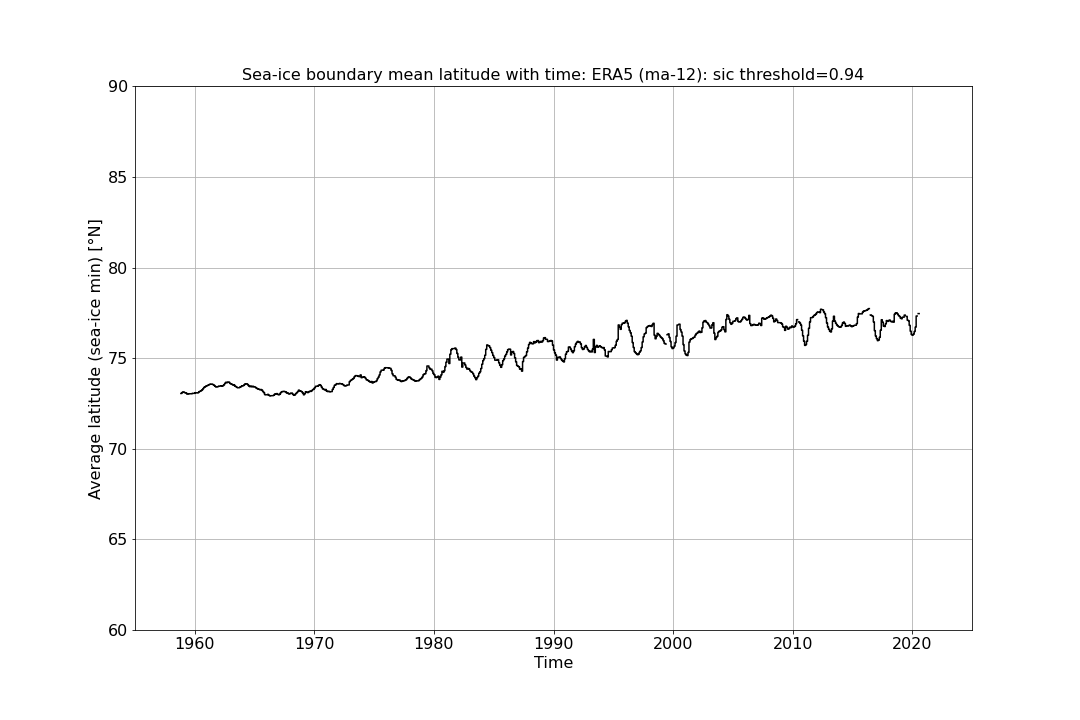 Sea-ice boundary mean latitude with time: ERA5 (ma-12): sic threshold=0.94
90
85
80
75
70
65
60
Average latitude (sea-ice min) [°N]
1960 1970 1980 1990 2000 2010 2020
Time